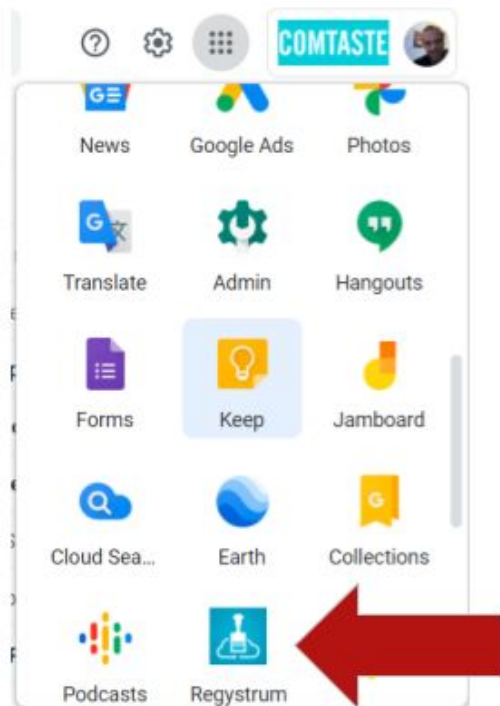 COMTASTE
News Google Ads Photos
Translate Admin Hangouts
Forms Keep Jamboard
Cloud Sea... Earth Collections
Podcasts Regystrum